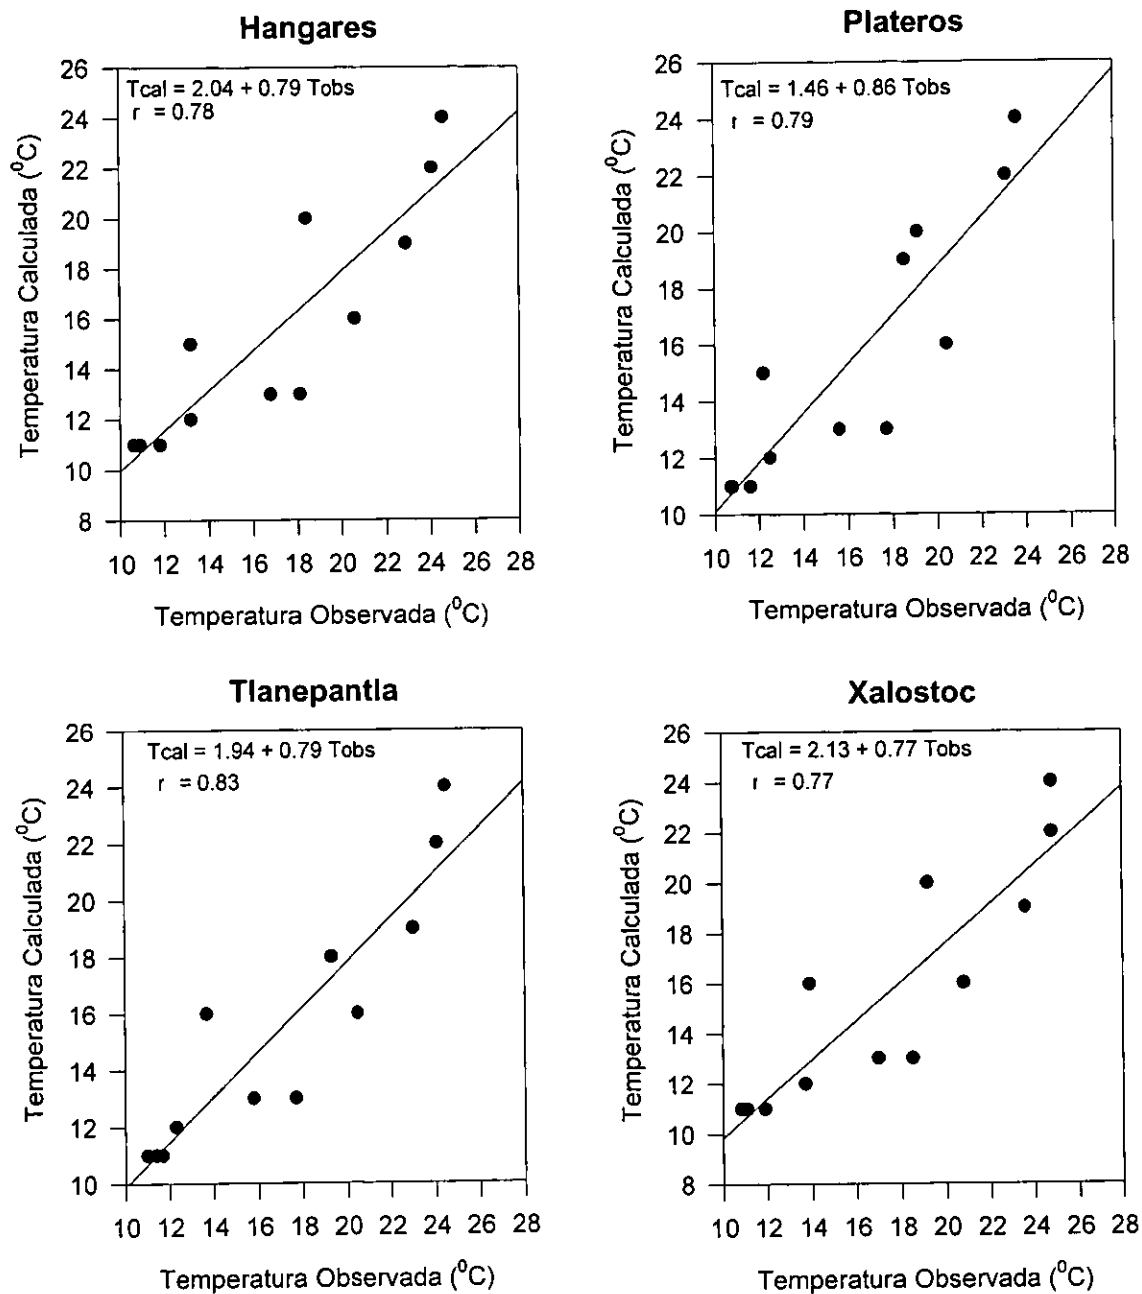 Hangares
Tcal = 2.04 + 0.79 Tobs
r = 0.78
Temperatura Calculada (⁰C)
26
24
22
20
18
16
14
12
10
8
10 12 14 16 18 20 22 24 26 28
Temperatura Observada (⁰C)
Plateros
Tcal = 1.46 + 0.86 Tobs
r = 0.79
Temperatura Calculada (⁰C)
26
24
22
20
18
16
14
12
10
10 12 14 16 18 20 22 24 26 28
Temperatura Observada (⁰C)
Tlanepantla
Tcal = 1.94 + 0.79 Tobs
r = 0.83
Temperatura Calculada (⁰C)
26
24
22
20
18
16
14
12
10
10 12 14 16 18 20 22 24 26 28
Temperatura Observada (⁰C)
Xalostoc
Tcal = 2.13 + 0.77 Tobs
r = 0.77
Temperatura Calculada (⁰C)
26
24
22
20
18
16
14
12
10
8
10 12 14 16 18 20 22 24 26 28
Temperatura Observada (⁰C)